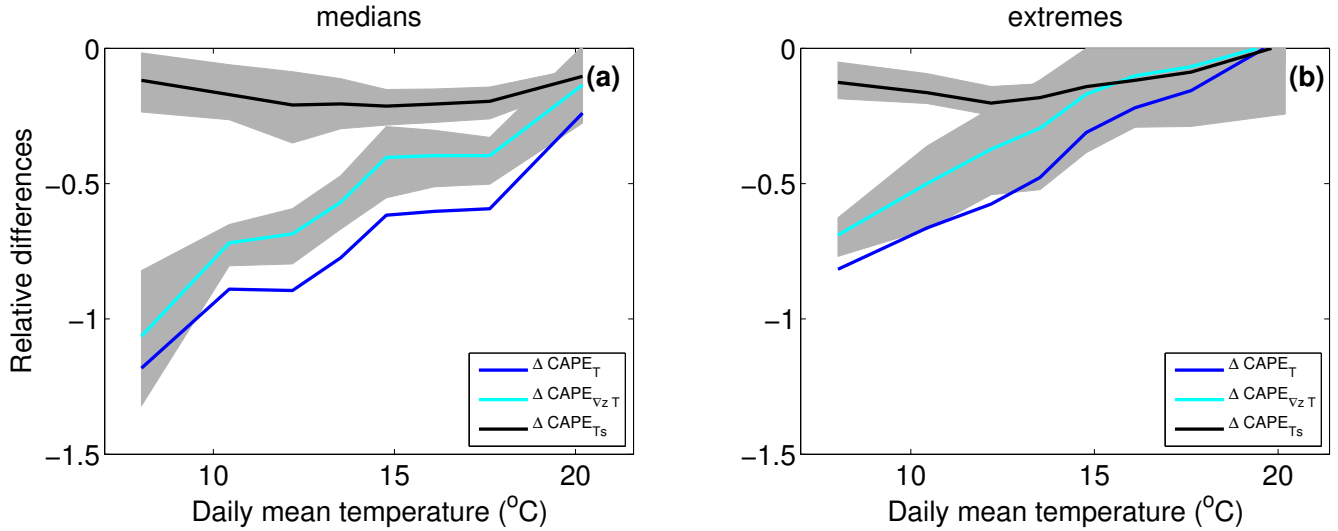 medians
(a)
0
−0.5
−1
−1.5
Relative differences
10
15
20
Daily mean temperature (°C)
Δ CAPE_T
Δ CAPE_∇z T
Δ CAPE_Ts
extremes
(b)
0
−0.5
−1
−1.5
10
15
20
Daily mean temperature (°C)
Δ CAPE_T
Δ CAPE_∇z T
Δ CAPE_Ts